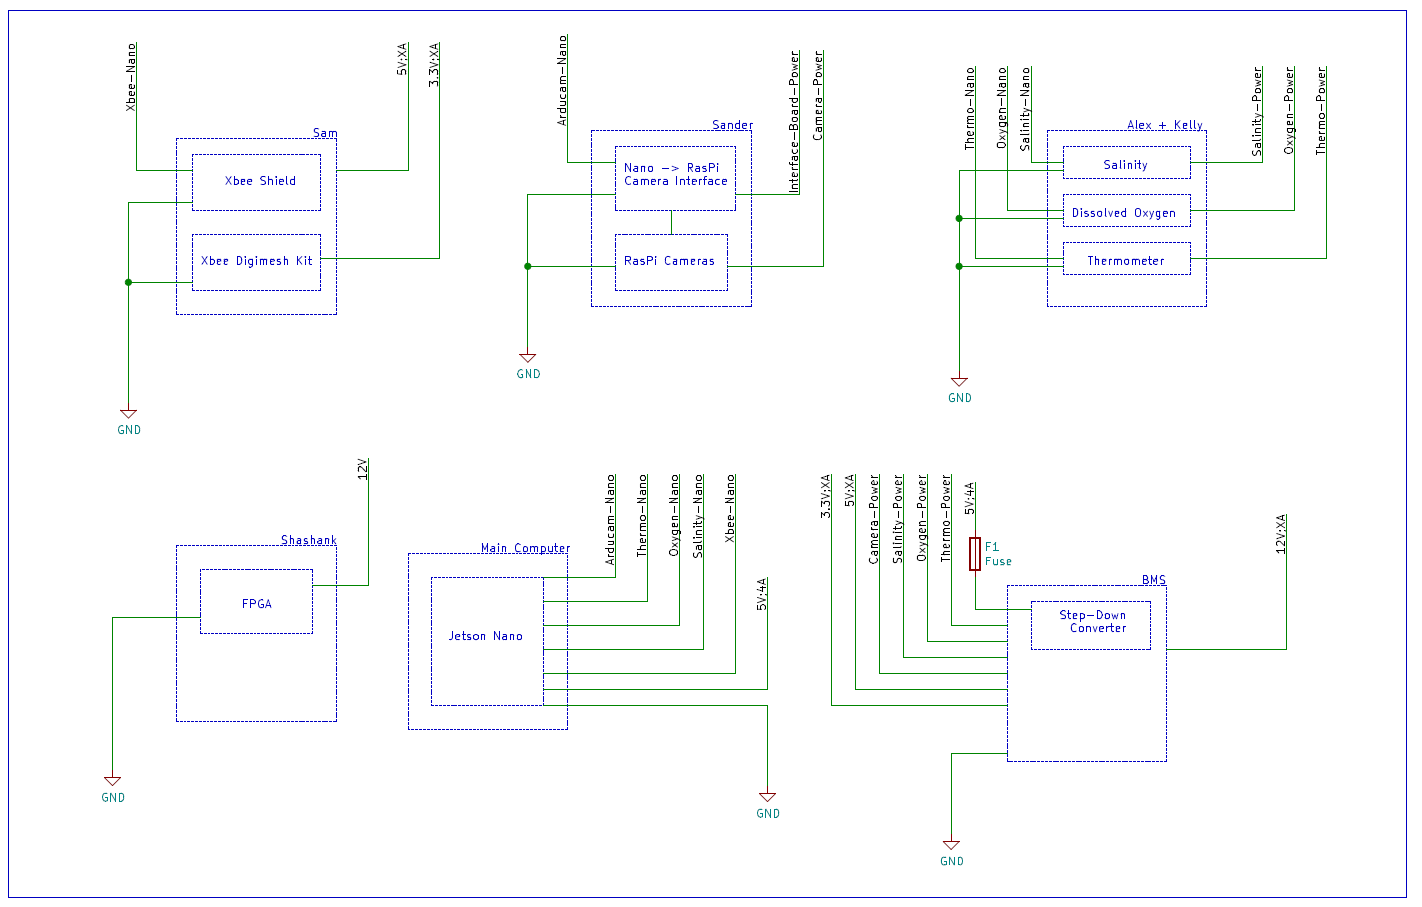 Xbee-Nano
5V:XA
3.3V:XA
Sam
Xbee Shield
Xbee Digimesh Kit
GND
Arducam-Nano
Interface-Board-Power
Camera-Power
Sander
Nano -> RasPi
Camera Interface
RasPi Cameras
GND
Thermo-Nano
Oxygen-Nano
Salinity-Nano
Salinity-Power
Oxygen-Power
Thermo-Power
Alex + Kelly
Salinity
Dissolved Oxygen
Thermometer
GND
12V
Shashank
FPGA
GND
Arducam-Nano
Thermo-Nano
Oxygen-Nano
Salinity-Nano
Xbee-Nano
5V:4A
Main Computer
Jetson Nano
GND
3.3V:XA
5V:XA
Camera-Power
Salinity-Power
Oxygen-Power
Thermo-Power
5V:4A
F1
Fuse
12V:XA
BMS
Step-Down
Converter
GND